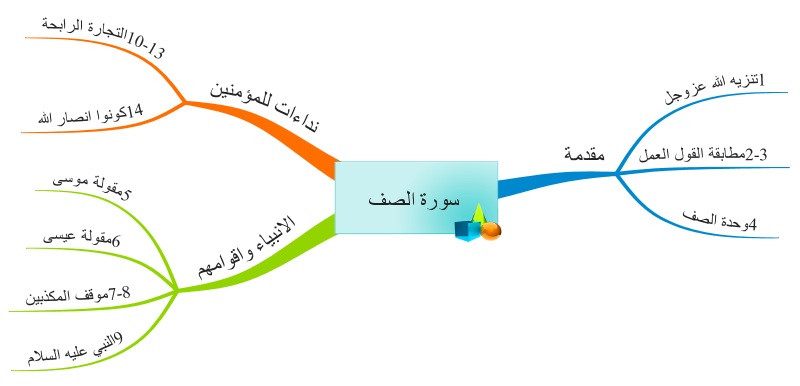 سورة الصف
مقدمة
1تنزيه الله عزوجل
2-3مطابقة القول العمل
4وحدة الصف
الانبياء واقوامهم
5مقولة موسى
6مقولة عيسى
7-8موقف المكذبين
9النبي عليه السلام
نداءات للمؤمنين
10-13التجارة الرابحة
14كونوا انصار الله